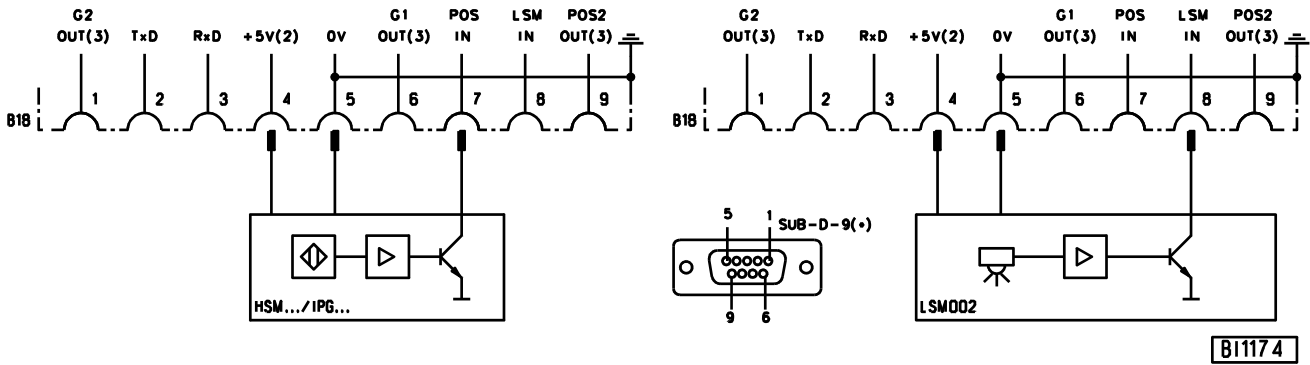 G2 G1 POS LSM POS2
OUT(3) TxD RxD +5V(2) 0V OUT(3) IN IN OUT(3)
1 2 3 4 5 6 7 8 9
B18
HSM.../IPG...
G2 G1 POS LSM POS2
OUT(3) TxD RxD +5V(2) 0V OUT(3) IN IN OUT(3)
1 2 3 4 5 6 7 8 9
B18
5 1 SUB-D-9(•)
9 6
LSM002
BI1174